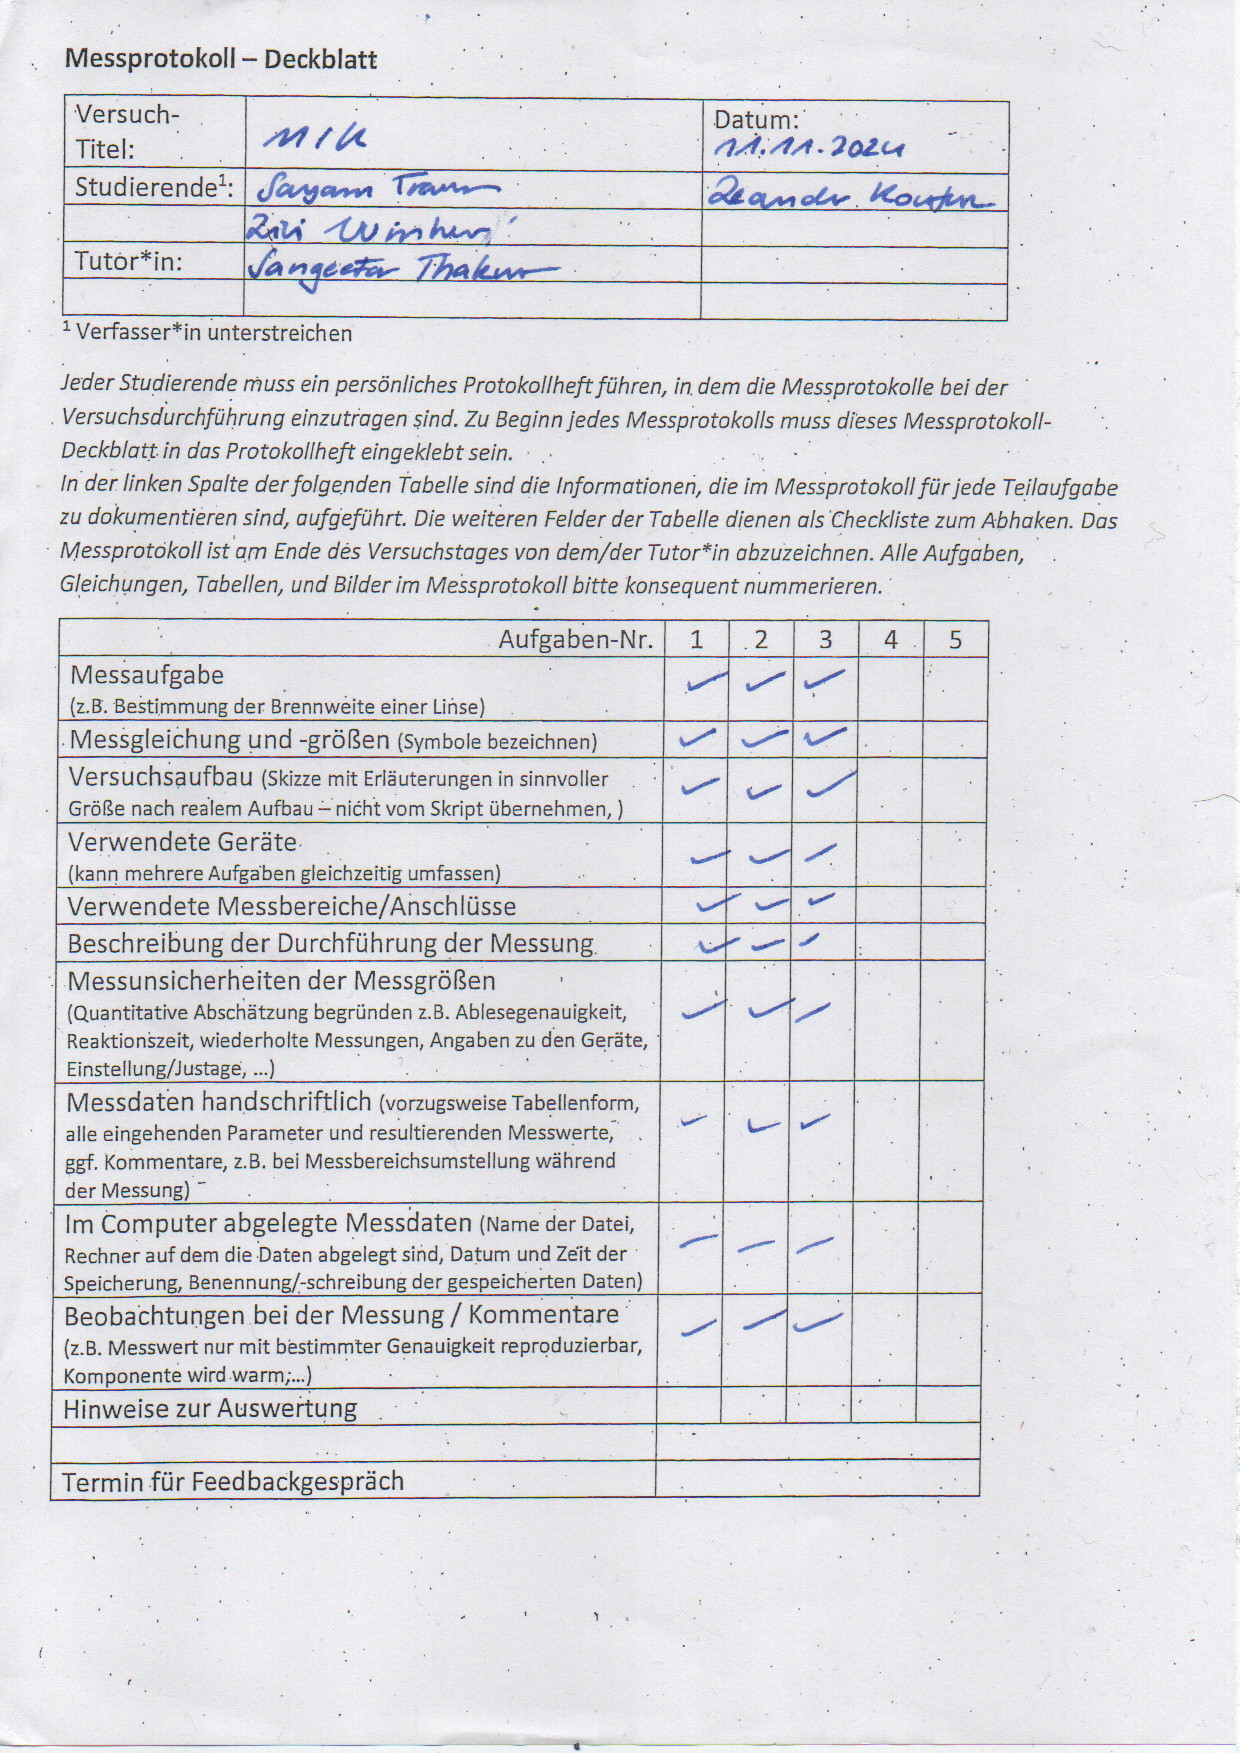 Messprotokoll – Deckblatt
Versuch-
Titel:
MIK
Datum:
11.11.2024
Studierende¹:
Sayam
Leandr
Zivi
Tutor*in:
Sangeeta Thakur
¹ Verfasser*in unterstreichen
Jeder Studierende muss ein persönliches Protokollheft führen, in dem die Messprotokolle bei der
Versuchsdurchführung einzutragen sind. Zu Beginn jedes Messprotokolls muss dieses Messprotokoll-
Deckblatt in das Protokollheft eingeklebt sein.
In der linken Spalte der folgenden Tabelle sind die Informationen, die im Messprotokoll für jede Teilaufgabe
zu dokumentieren sind, aufgeführt. Die weiteren Felder der Tabelle dienen als Checkliste zum Abhaken. Das
Messprotokoll ist am Ende des Versuchstages von dem/der Tutor*in abzuzeichnen. Alle Aufgaben,
Gleichungen, Tabellen, und Bilder im Messprotokoll bitte konsequent nummerieren.
Aufgaben-Nr. 1 2 3 4 5
Messaufgabe
(z.B. Bestimmung der Brennweite einer Linse)
Messgleichung und -größen (Symbole bezeichnen)
Versuchsaufbau (Skizze mit Erläuterungen in sinnvoller
Größe nach realem Aufbau – nicht vom Skript übernehmen, )
Verwendete Geräte
(kann mehrere Aufgaben gleichzeitig umfassen)
Verwendete Messbereiche/Anschlüsse
Beschreibung der Durchführung der Messung
Messunsicherheiten der Messgrößen
(Quantitative Abschätzung begründen z.B. Ablesegenauigkeit,
Reaktionszeit, wiederholte Messungen, Angaben zu den Geräte,
Einstellung/Justage, ...)
Messdaten handschriftlich (vorzugsweise Tabellenform,
alle eingehenden Parameter und resultierenden Messwerte,
ggf. Kommentare, z.B. bei Messbereichsumstellung während
der Messung)
Im Computer abgelegte Messdaten (Name der Datei,
Rechner auf dem die Daten abgelegt sind, Datum und Zeit der
Speicherung, Benennung/-schreibung der gespeicherten Daten)
Beobachtungen bei der Messung / Kommentare
(z.B. Messwert nur mit bestimmter Genauigkeit reproduzierbar,
Komponente wird warm,...)
Hinweise zur Auswertung
Termin für Feedbackgespräch